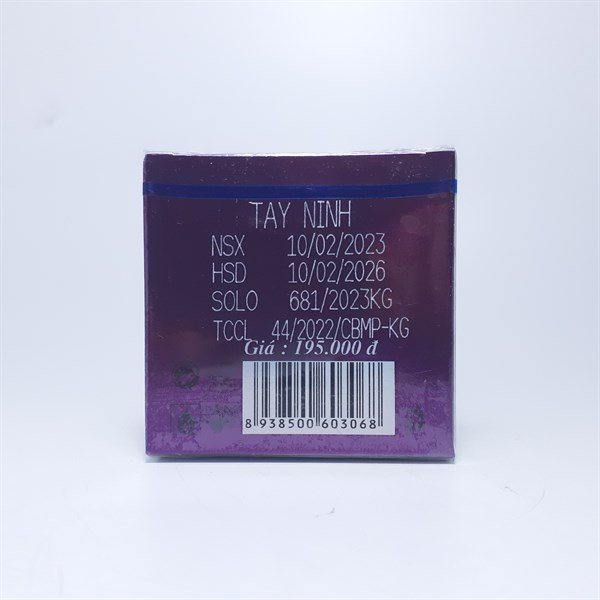 TAY NINH
NSX 10/02/2023
HSD 10/02/2026
SOLO 681/2023KG
TCCL 44/2022/CBMP-KG
Giá : 195.000 đ
8 938500 603068